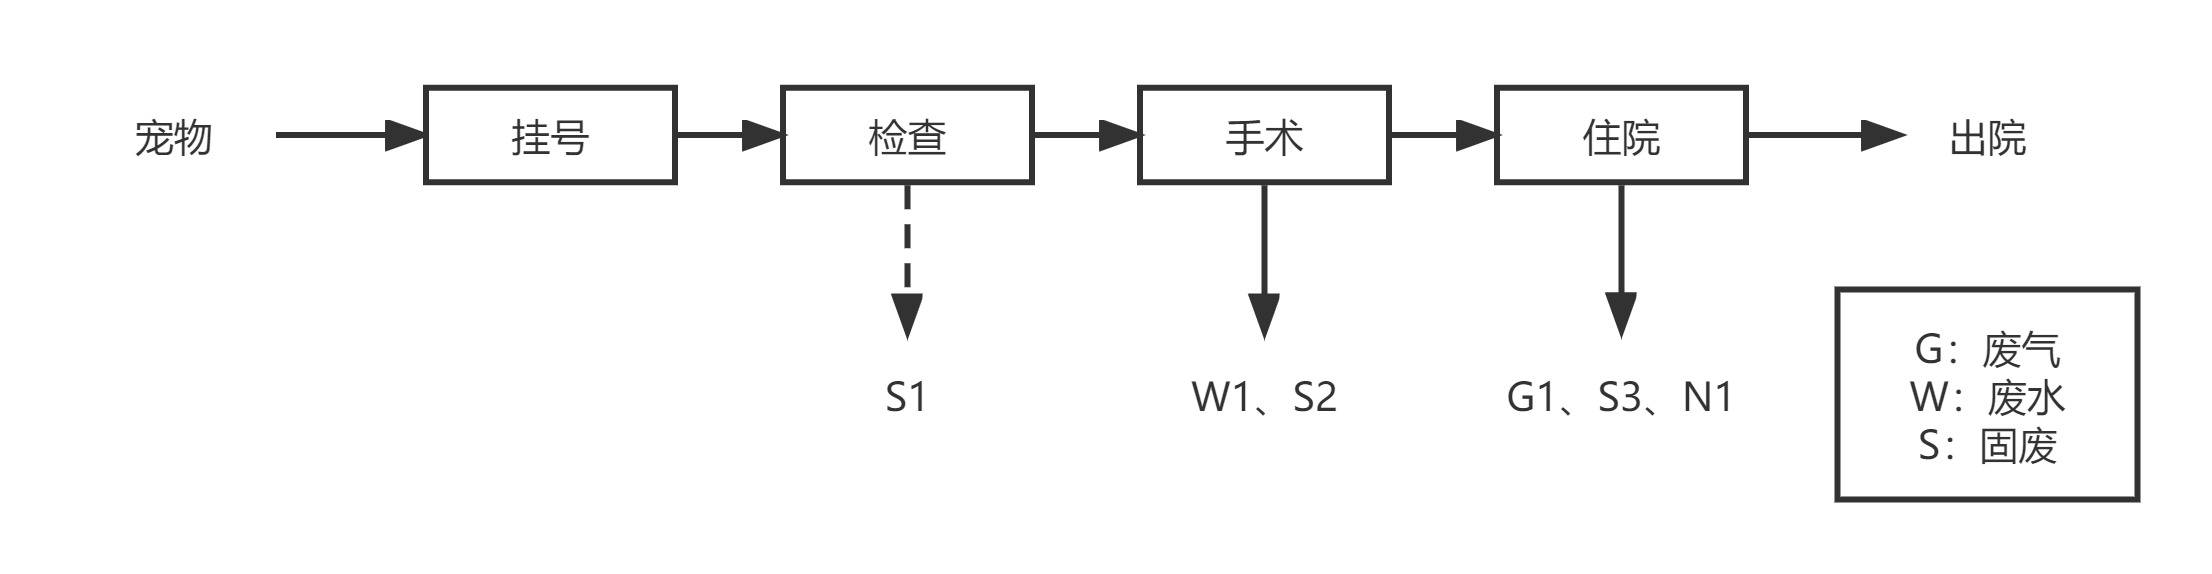 宠物
挂号
检查
手术
住院
出院
S1
W1、S2
G1、S3、N1
G：废气
W：废水
S：固废